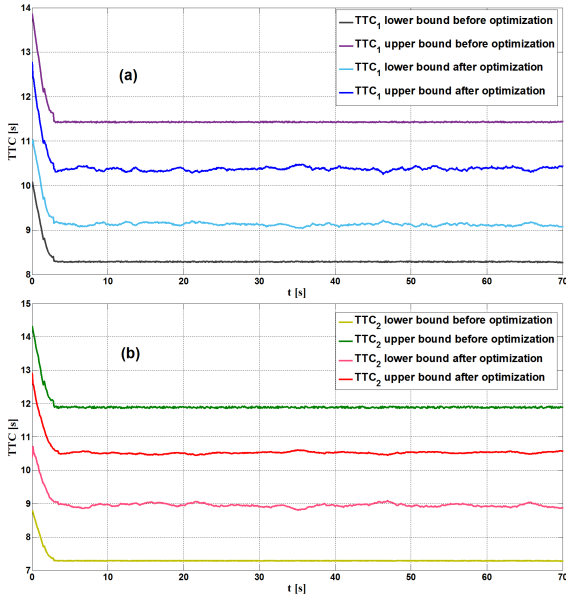 14
13
12
11
10
9
8
TTC [s]
(a)
TTC₁ lower bound before optimization
TTC₁ upper bound before optimization
TTC₁ lower bound after optimization
TTC₁ upper bound after optimization
0 10 20 30 40 50 60 70
t [s]
15
14
13
12
11
10
9
8
7
TTC [s]
(b)
TTC₂ lower bound before optimization
TTC₂ upper bound before optimization
TTC₂ lower bound after optimization
TTC₂ upper bound after optimization
0 10 20 30 40 50 60 70
t [s]